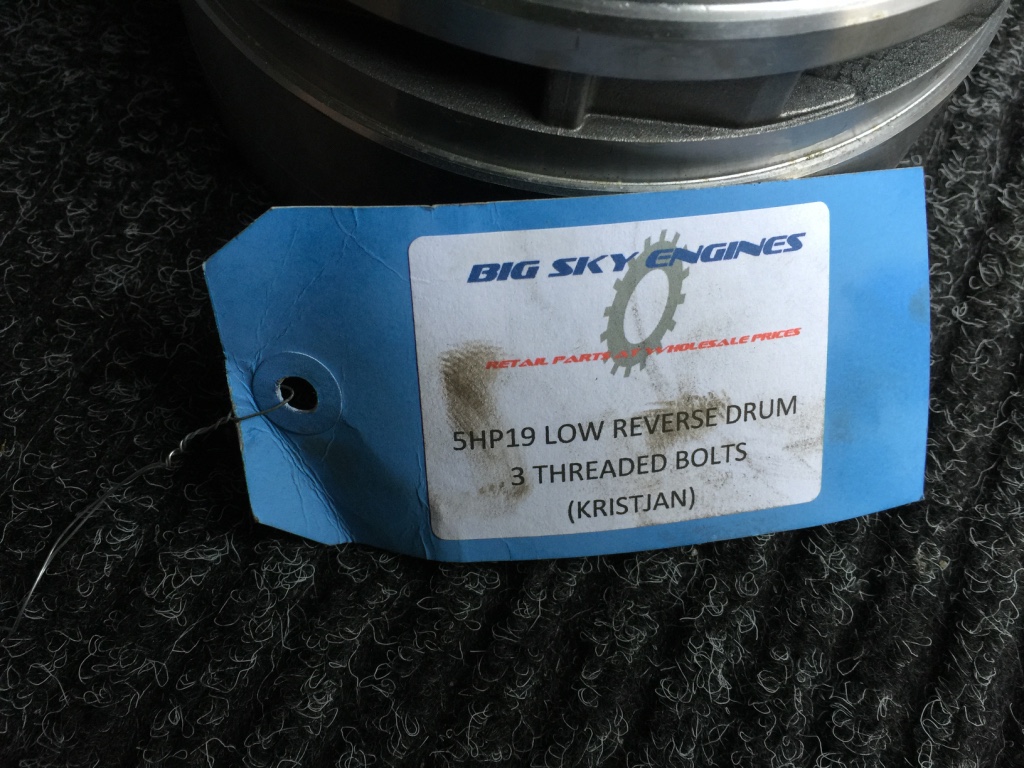 BIG SKY ENGINES
RETAIL PARTS AT WHOLESALE PRICES
5HP19 LOW REVERSE DRUM
3 THREADED BOLTS
(KRISTJAN)